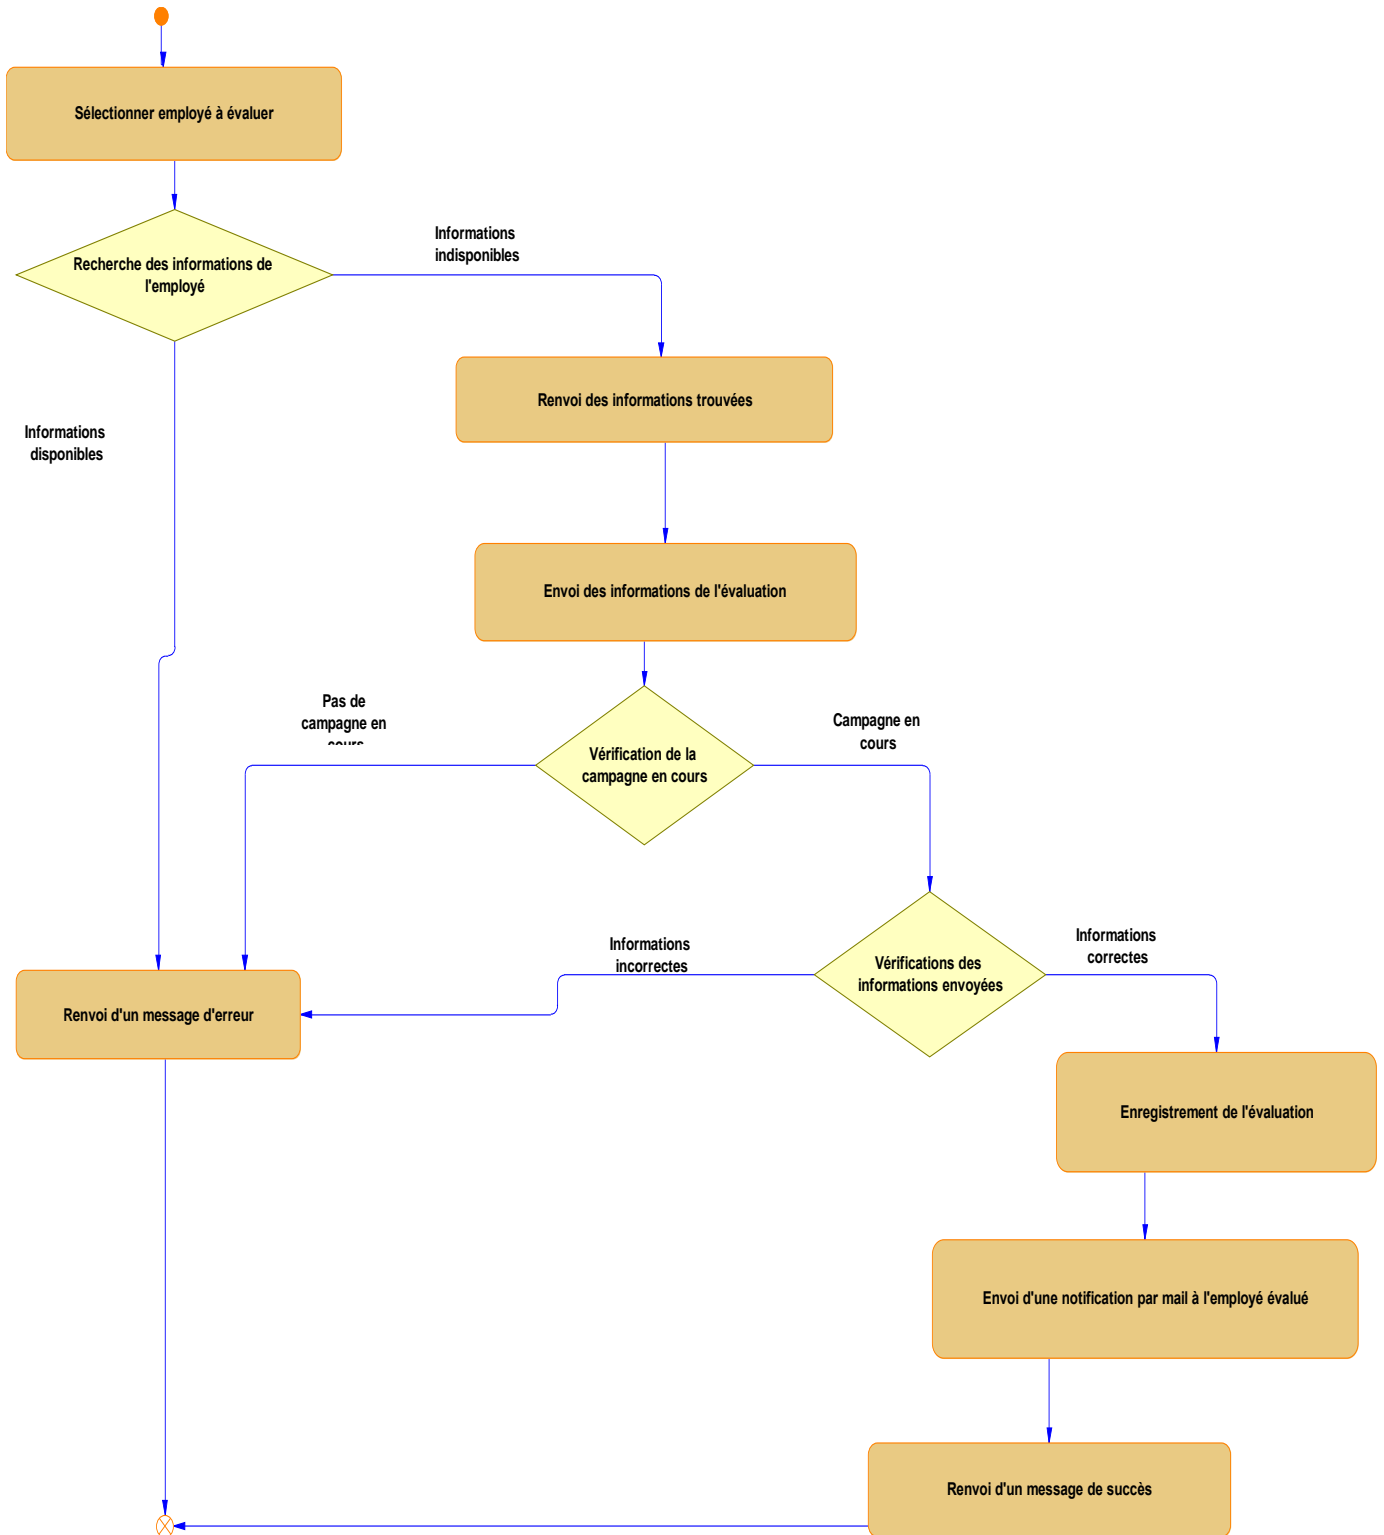 Sélectionner employé à évaluer
Recherche des informations de
l'employé
Informations
indisponibles
Renvoi des informations trouvées
Informations
disponibles
Envoi des informations de l'évaluation
Pas de
campagne en
cours
Vérification de la
campagne en cours
Campagne en
cours
Informations
incorrectes
Vérifications des
informations envoyées
Informations
correctes
Renvoi d'un message d'erreur
Enregistrement de l'évaluation
Envoi d'une notification par mail à l'employé évalué
Renvoi d'un message de succès